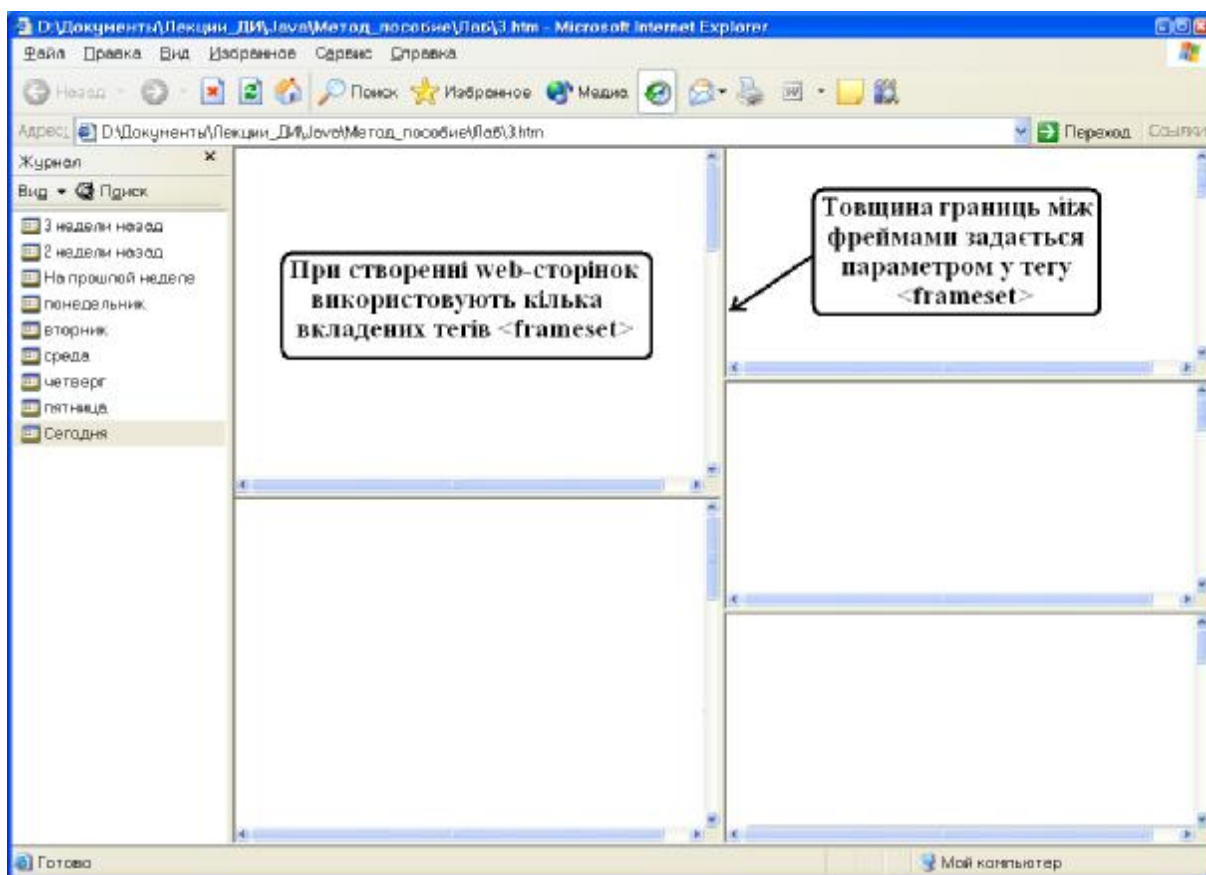 D:\Документы\Лекции_ДИ\Java\Метод_пособие\Лаб\3.htm - Microsoft Internet Explorer
Файл Правка Вид Избранное Сервис Справка
Назад Поиск Избранное Медиа
Адрес: D:\Документы\Лекции_ДИ\Java\Метод_пособие\Лаб\3.htm Переход Ссылки
Журнал
Вид Поиск
3 недели назад
2 недели назад
На прошлой неделе
понедельник
вторник
среда
четверг
пятница
Сегодня
При створенні web-сторінок
використовують кілька
вкладених тегів <frameset>
Товщина границь між
фреймами задається
параметром у тегу
<frameset>
Готово Мой компьютер